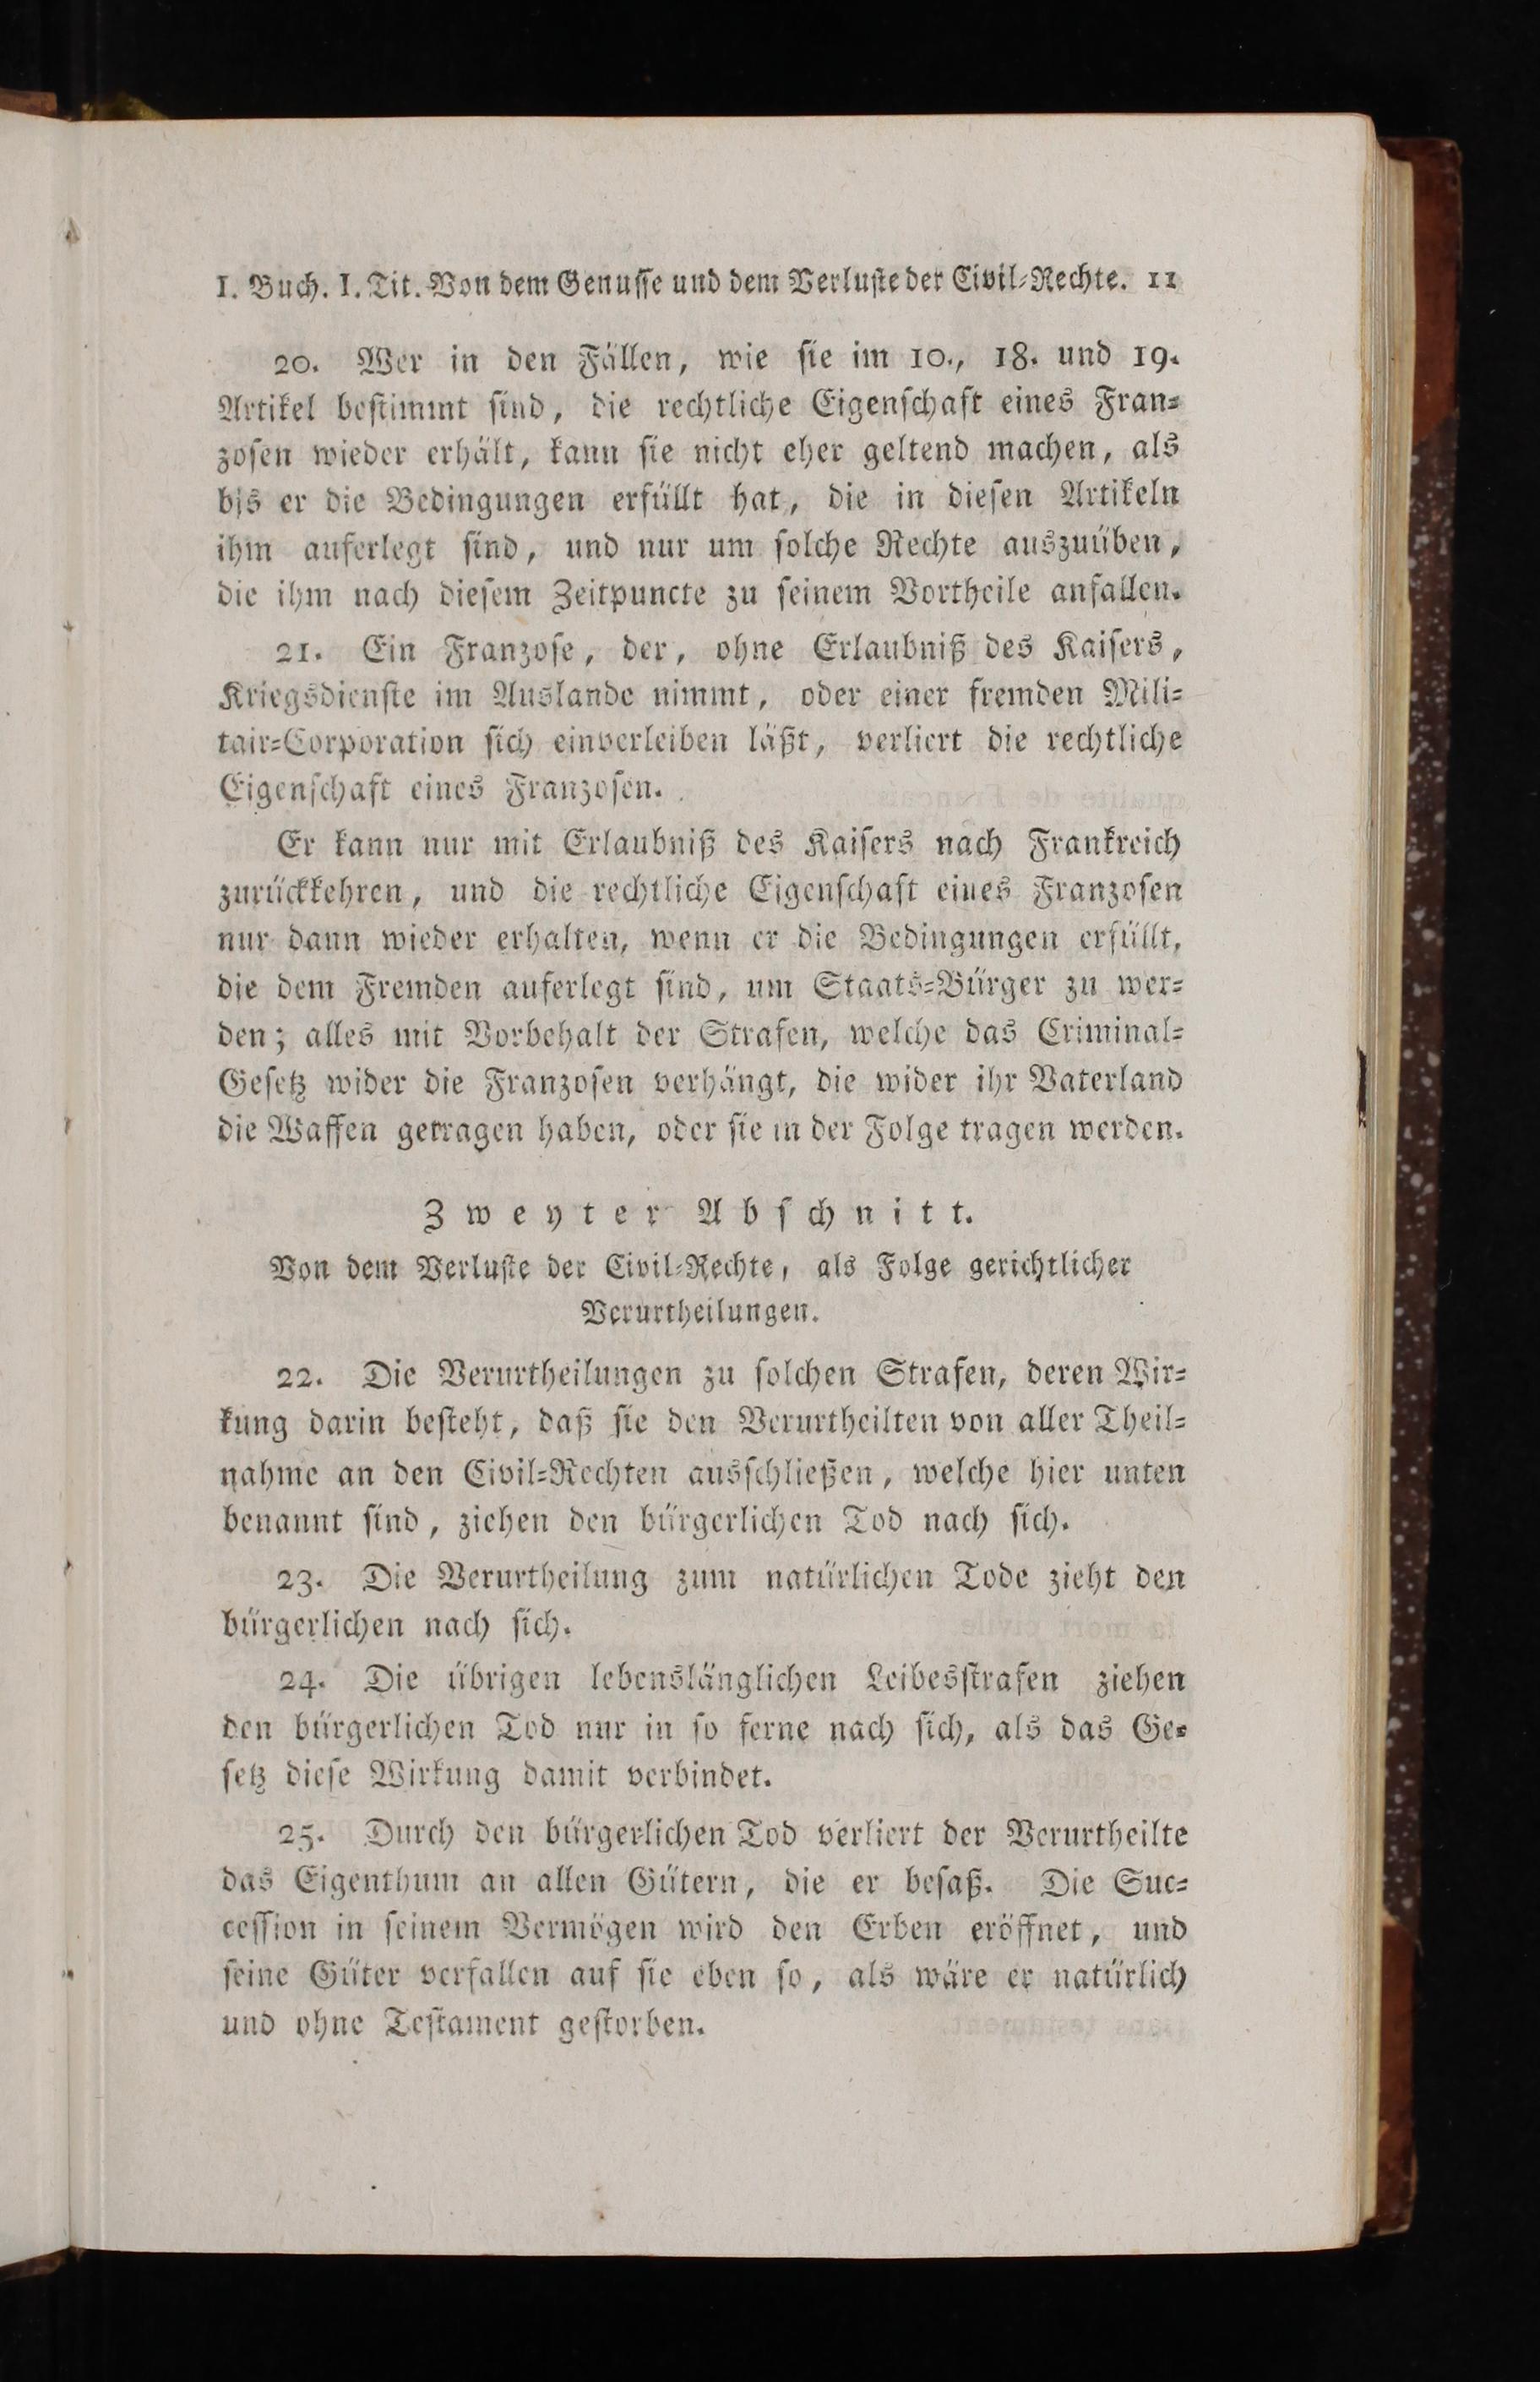 I. Buch. I. Tit. Von dem Genuſſe und dem Verluſte der Civil-Rechte. 11
20. Wer in den Fällen, wie ſie im 10., 18. und 19.
Artikel beſtimmt ſind, die rechtliche Eigenſchaft eines Fran-
zoſen wieder erhält, kann ſie nicht eher geltend machen, als
bis er die Bedingungen erfüllt hat, die in dieſen Artikeln
ihm auferlegt ſind, und nur um ſolche Rechte auszuüben,
die ihm nach dieſem Zeitpuncte zu ſeinem Vortheile anfallen.
21. Ein Franzoſe, der, ohne Erlaubniß des Kaiſers,
Kriegsdienſte im Auslande nimmt, oder einer fremden Mili-
tair-Corporation ſich einverleiben läßt, verliert die rechtliche
Eigenſchaft eines Franzoſen.
Er kann nur mit Erlaubniß des Kaiſers nach Frankreich
zurückkehren, und die rechtliche Eigenſchaft eines Franzoſen
nur dann wieder erhalten, wenn er die Bedingungen erfüllt,
die dem Fremden auferlegt ſind, um Staats-Bürger zu wer-
den; alles mit Vorbehalt der Strafen, welche das Criminal-
Geſetz wider die Franzoſen verhängt, die wider ihr Vaterland
die Waffen getragen haben, oder ſie in der Folge tragen werden.
Zweyter Abſchnitt.
Von dem Verluſte der Civil-Rechte, als Folge gerichtlicher
Verurtheilungen.
22. Die Verurtheilungen zu ſolchen Strafen, deren Wir-
kung darin beſteht, daß ſie den Verurtheilten von aller Theil-
nahme an den Civil-Rechten ausſchließen, welche hier unten
benannt ſind, ziehen den bürgerlichen Tod nach ſich.
23. Die Verurtheilung zum natürlichen Tode zieht den
bürgerlichen nach ſich.
24. Die übrigen lebenslänglichen Leibesſtrafen ziehen
den bürgerlichen Tod nur in ſo ferne nach ſich, als das Ge-
ſetz dieſe Wirkung damit verbindet.
25. Durch den bürgerlichen Tod verliert der Verurtheilte
das Eigenthum an allen Gütern, die er beſaß. Die Suc-
ceſſion in ſeinem Vermögen wird den Erben eröffnet, und
ſeine Güter verfallen auf ſie eben ſo, als wäre er natürlich
und ohne Teſtament geſtorben.